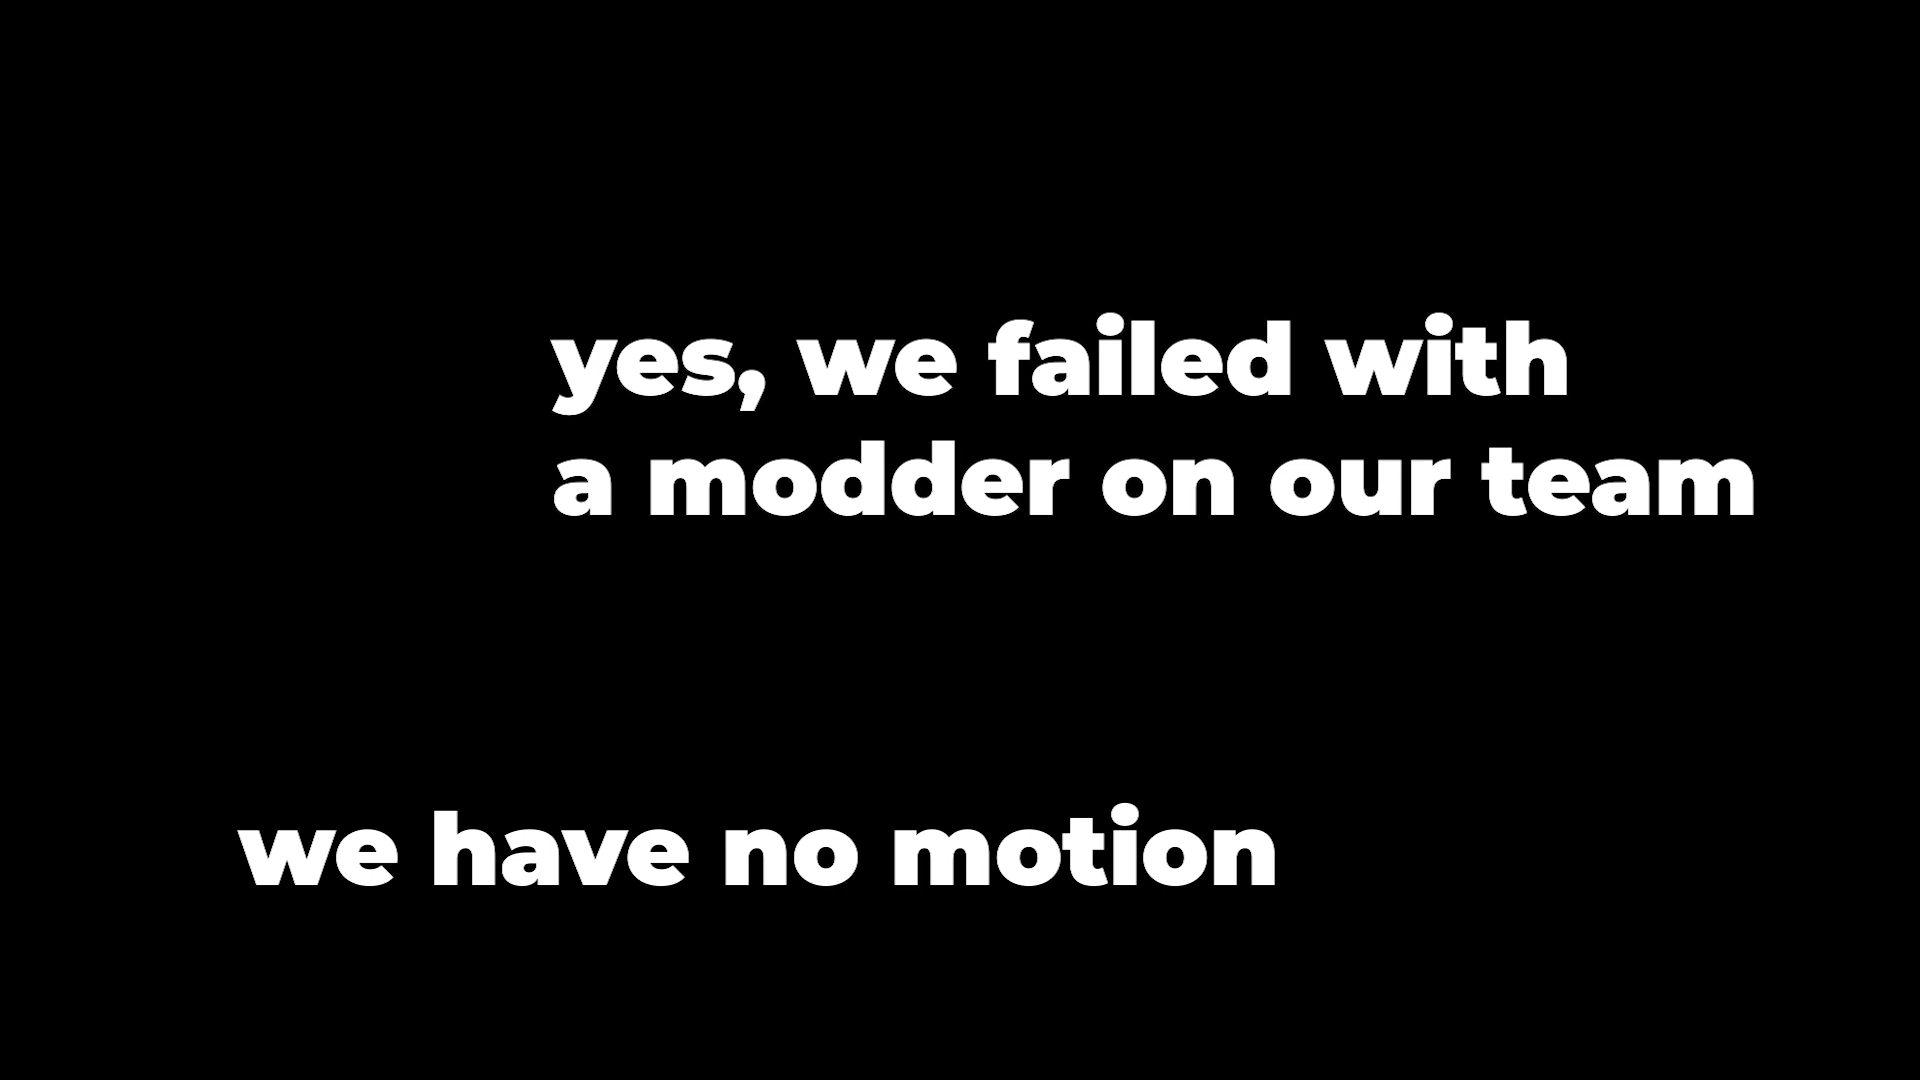 yes, we failed with
a modder on our team
we have no motion